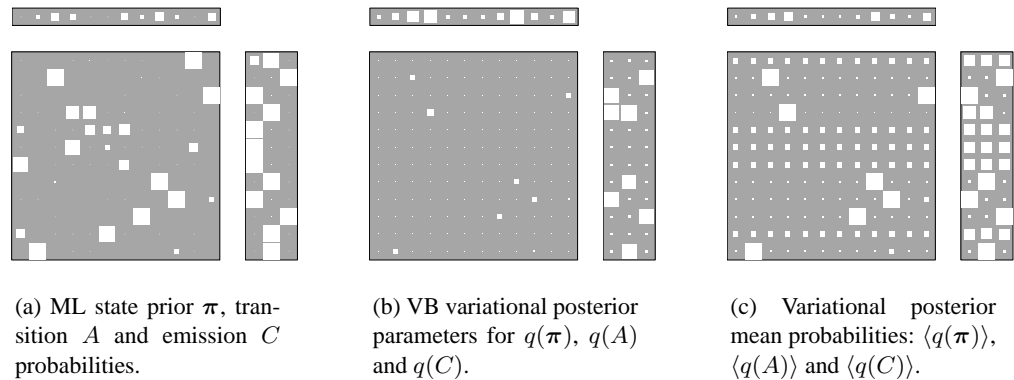 (a) ML state prior π, tran-
sition A and emission C
probabilities.
(b) VB variational posterior
parameters for q(π), q(A)
and q(C).
(c) Variational posterior
mean probabilities: ⟨q(π)⟩,
⟨q(A)⟩ and ⟨q(C)⟩.